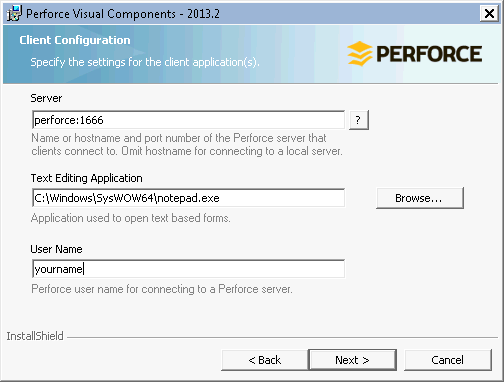 Perforce Visual Components - 2013.2
Client Configuration
Specify the settings for the client application(s).
PERFORCE
Server
perforce:1666
?
Name or hostname and port number of the Perforce server that
clients connect to. Omit hostname for connecting to a local server.
Text Editing Application
C:\Windows\SysWOW64\notepad.exe
Browse...
Application used to open text based forms.
User Name
yourname
Perforce user name for connecting to a Perforce server.
InstallShield
< Back
Next >
Cancel